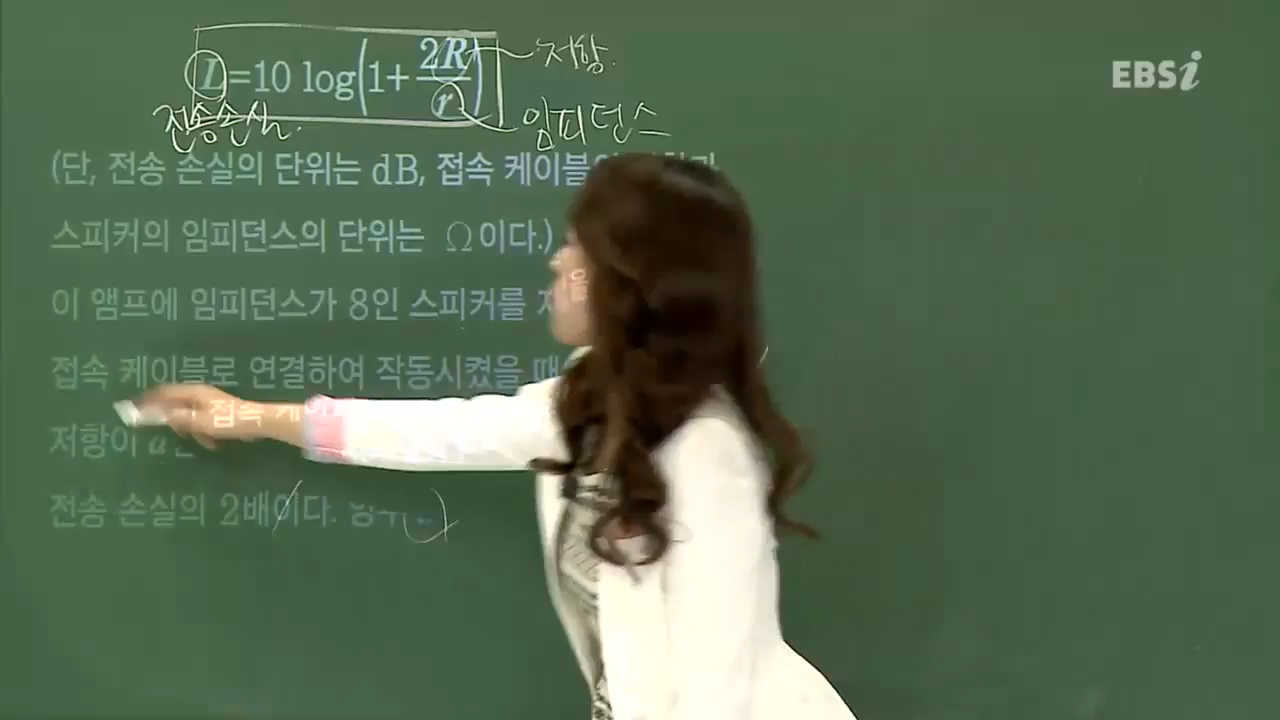 L=10 log(1+2R/r)
저항.
임피던스
전송손실.
EBSi
(단, 전송 손실의 단위는 dB, 접속 케이블
스피커의 임피던스의 단위는 Ω이다.)
이 앰프에 임피던스가 8인 스피커를
접속 케이블로 연결하여 작동시켰을 때
접속
저항이 a
전송 손실의 2배이다.